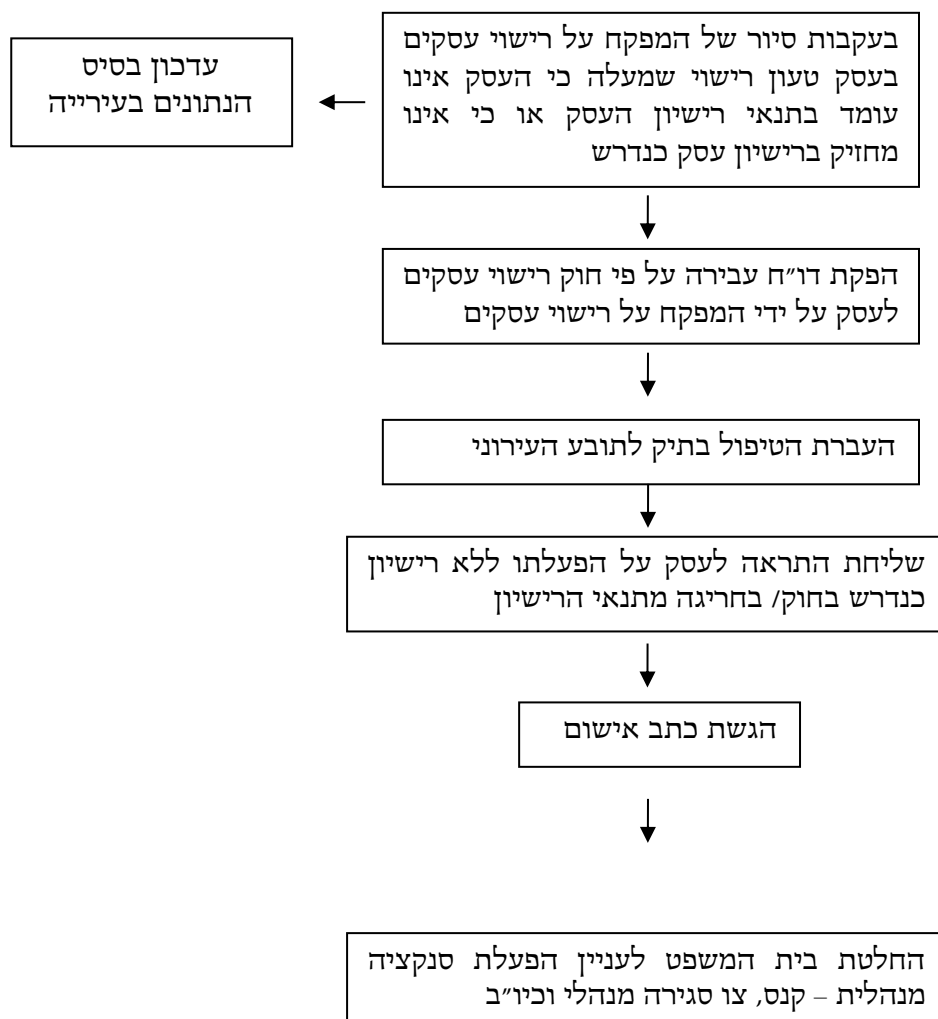 בעקבות סיור של המפקח על רישוי עסקים
בעסק טעון רישוי שמעלה כי העסק אינו
עומד בתנאי רישיון העסק או כי אינו
מחזיק ברישיון עסק כנדרש
עדכון בסיס
הנתונים בעירייה
הפקת דו״ח עבירה על פי חוק רישוי עסקים
לעסק על ידי המפקח על רישוי עסקים
העברת הטיפול בתיק לתובע העירוני
שליחת התראה לעסק על הפעלתו ללא רישיון
כנדרש בחוק/ בחריגה מתנאי הרישיון
הגשת כתב אישום
החלטת בית המשפט לעניין הפעלת סנקציה
מנהלית – קנס, צו סגירה מנהלי וכיו״ב